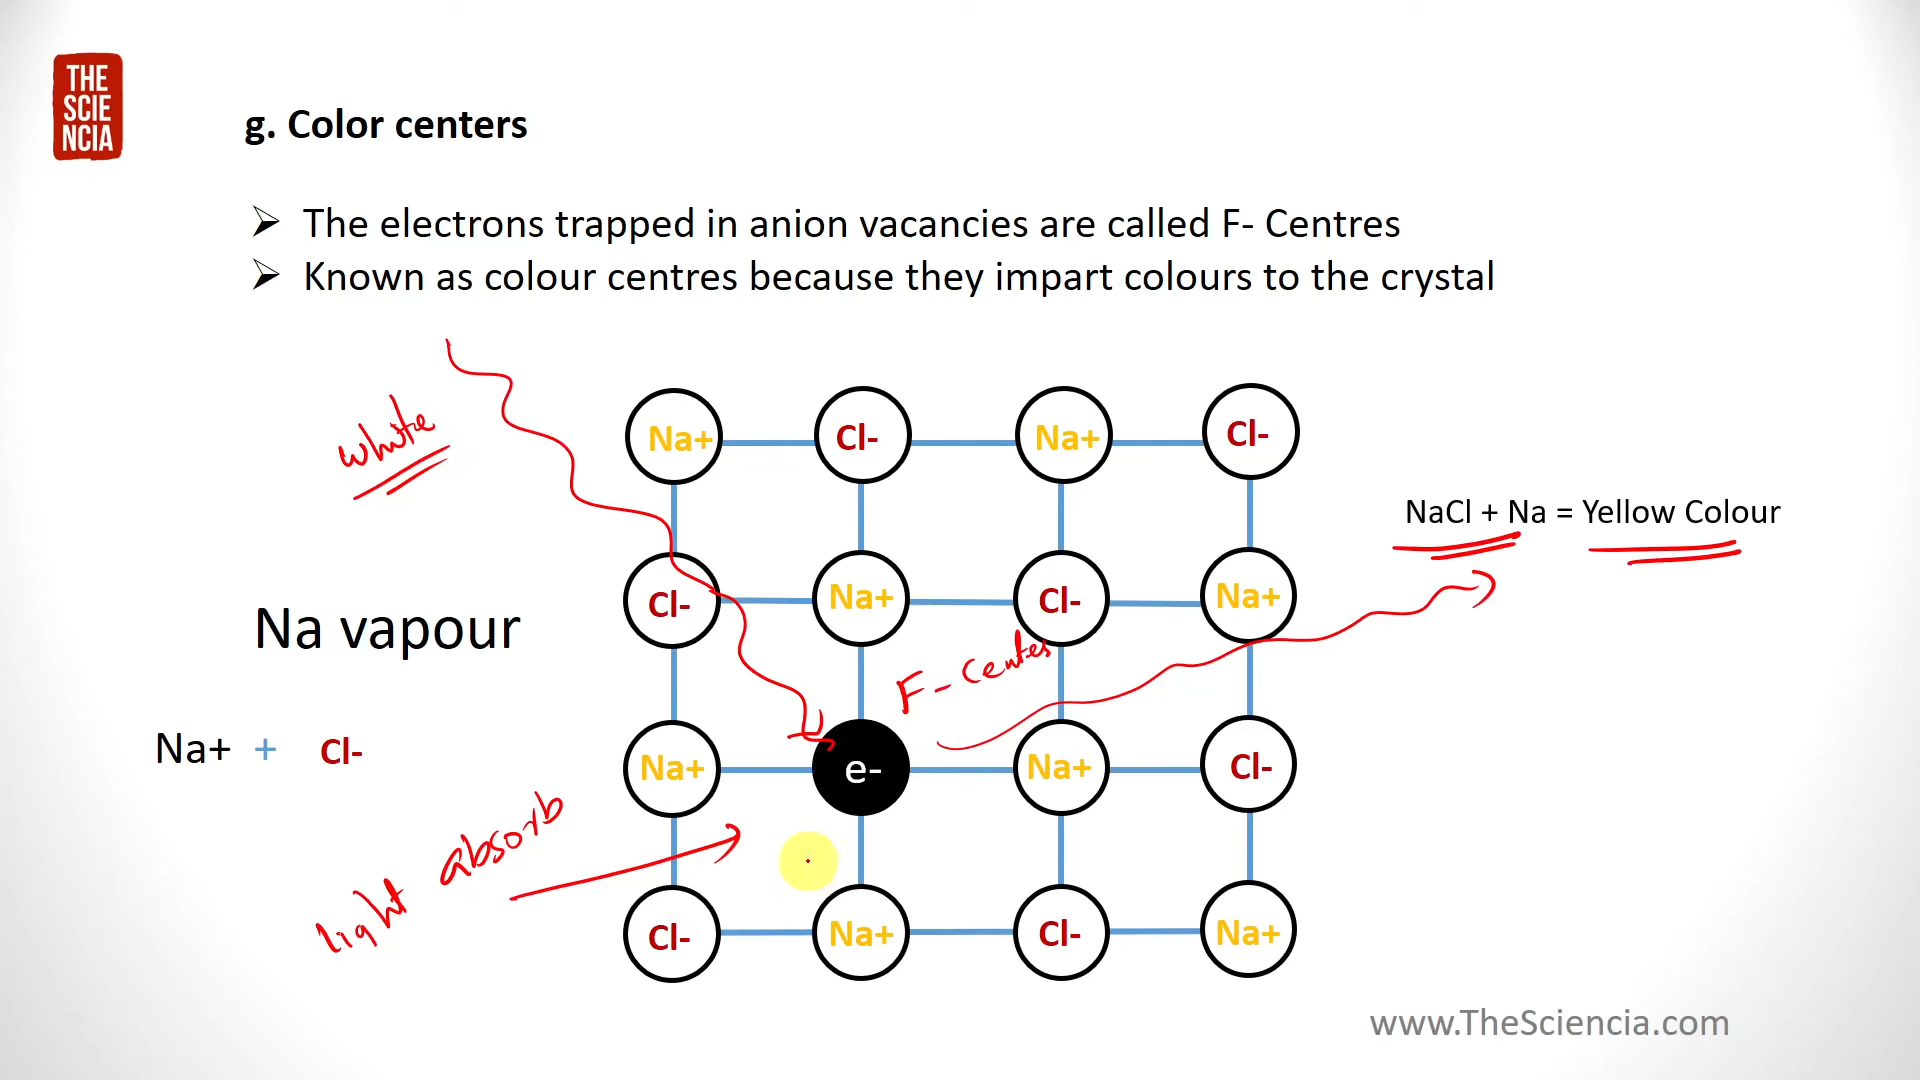 THE
SCIE
NCIA
g. Color centers
➢ The electrons trapped in anion vacancies are called F- Centres
➢ Known as colour centres because they impart colours to the crystal
white
Na+ Cl- Na+ Cl-
NaCl + Na = Yellow Colour
Cl- Na+ Cl- Na+
Na vapour
F- Centes
Na+ + Cl-
Na+ e- Na+ Cl-
light absorb
Cl- Na+ Cl- Na+
www.TheSciencia.com